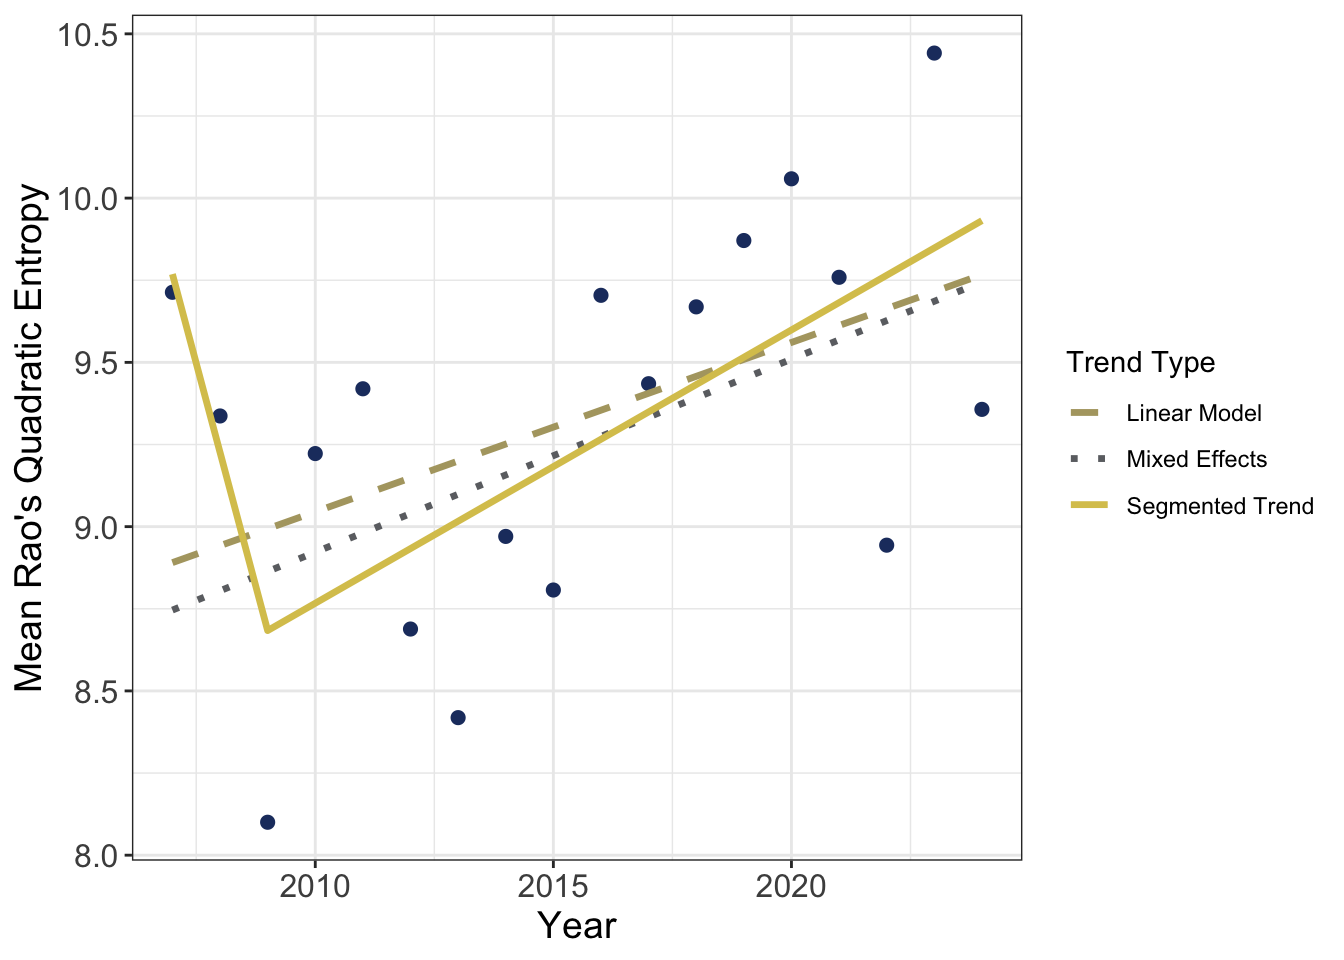 10.5
10.0
9.5
9.0
8.5
8.0
Mean Rao's Quadratic Entropy
2010
2015
2020
Year
Trend Type
Linear Model
Mixed Effects
Segmented Trend